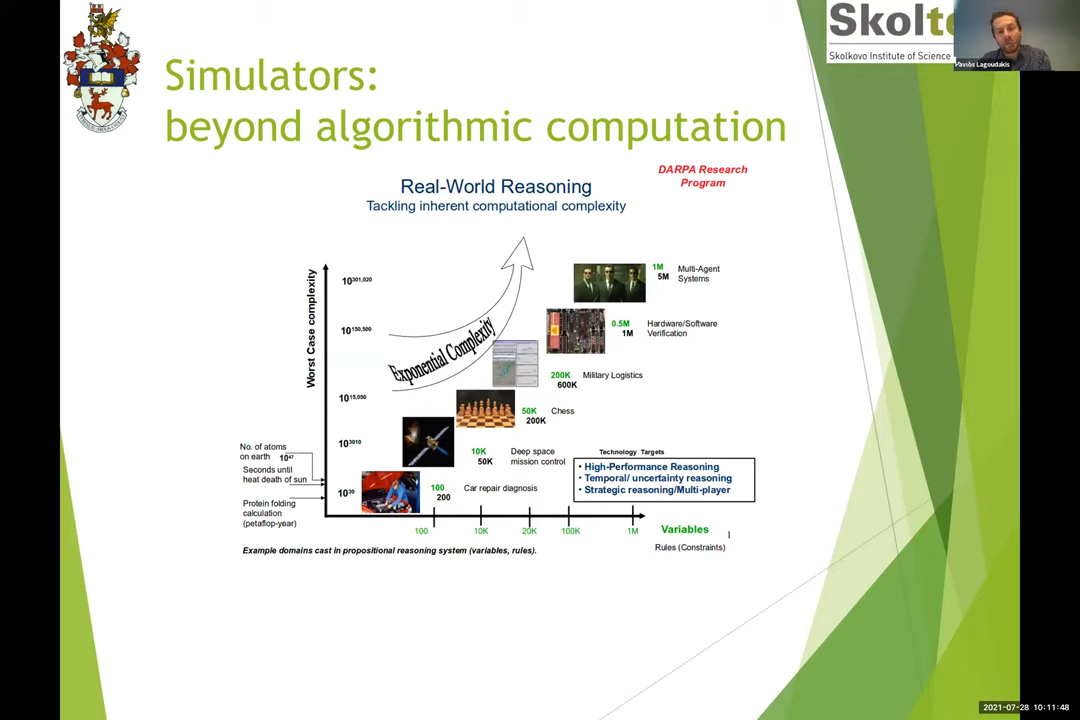 Skolte
Skolkovo Institute of Science
Pavlos Lagoudakis
Simulators:
beyond algorithmic computation
DARPA Research
Program
Real-World Reasoning
Tackling inherent computational complexity
Worst Case complexity
10^301,020
10^150,500
10^15,050
10^3010
10^30
Exponential Complexity
1M
5M
Multi-Agent
Systems
0.5M
1M
Hardware/Software
Verification
200K
600K
Military Logistics
50K
200K
Chess
10K
50K
Deep space
mission control
100
200
Car repair diagnosis
No. of atoms
on earth 10^47
Seconds until
heat death of sun
Protein folding
calculation
(petaflop-year)
Technology Targets
• High-Performance Reasoning
• Temporal/ uncertainty reasoning
• Strategic reasoning/Multi-player
100 10K 20K 100K 1M
Variables
Rules (Constraints)
Example domains cast in propositional reasoning system (variables, rules).
2021-07-28 10:11:48